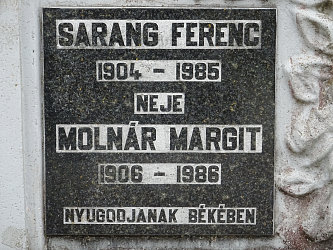 SARANG FERENC
1904 - 1985
NEJE
MOLNÁR MARGIT
1906 - 1986
NYUGODJANAK BÉKÉBEN